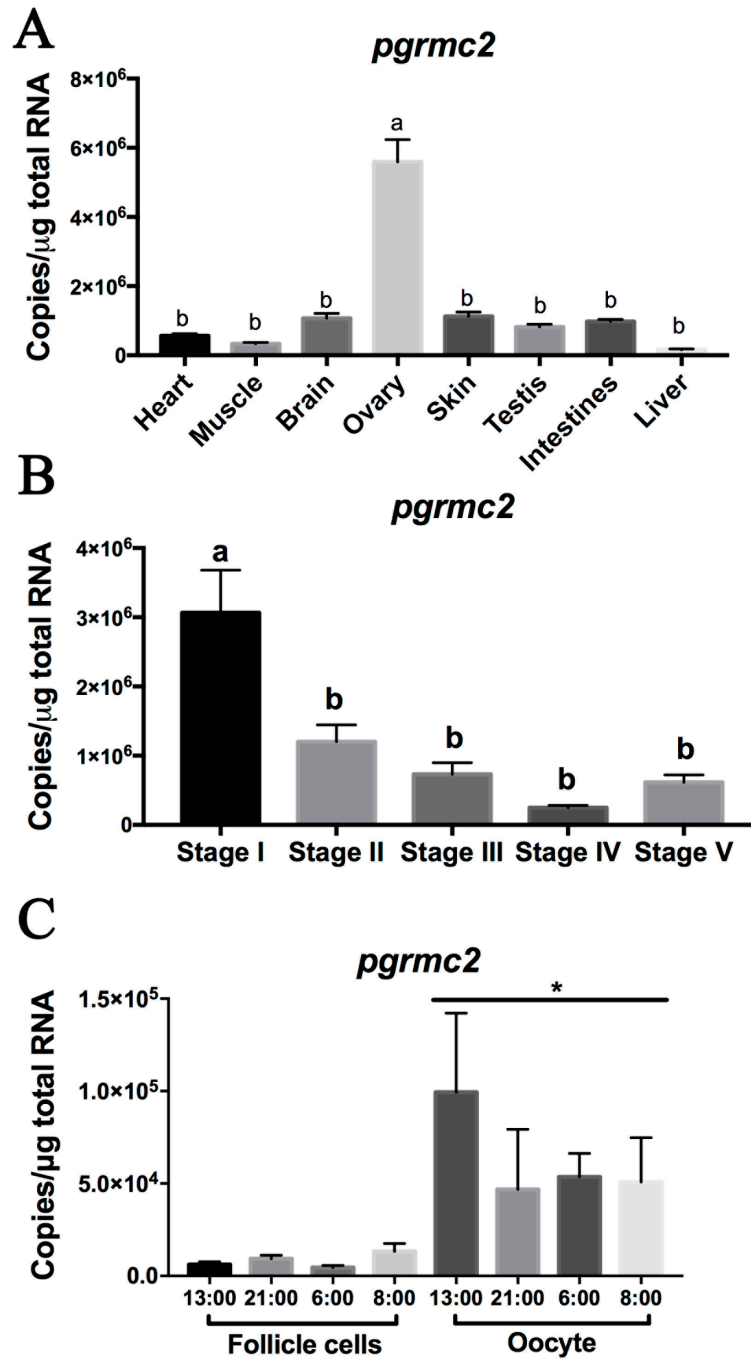 A
pgrmc2
Copies/μg total RNA
8×10⁶
6×10⁶
4×10⁶
2×10⁶
0
b b b a b b b b
Heart Muscle Brain Ovary Skin Testis Intestines Liver
B
pgrmc2
Copies/μg total RNA
4×10⁶
3×10⁶
2×10⁶
1×10⁶
0
a b b b b
Stage I Stage II Stage III Stage IV Stage V
C
pgrmc2
Copies/μg total RNA
1.5×10⁵
1.0×10⁵
5.0×10⁴
0.0
*
13:00 21:00 6:00 8:00 13:00 21:00 6:00 8:00
Follicle cells Oocyte